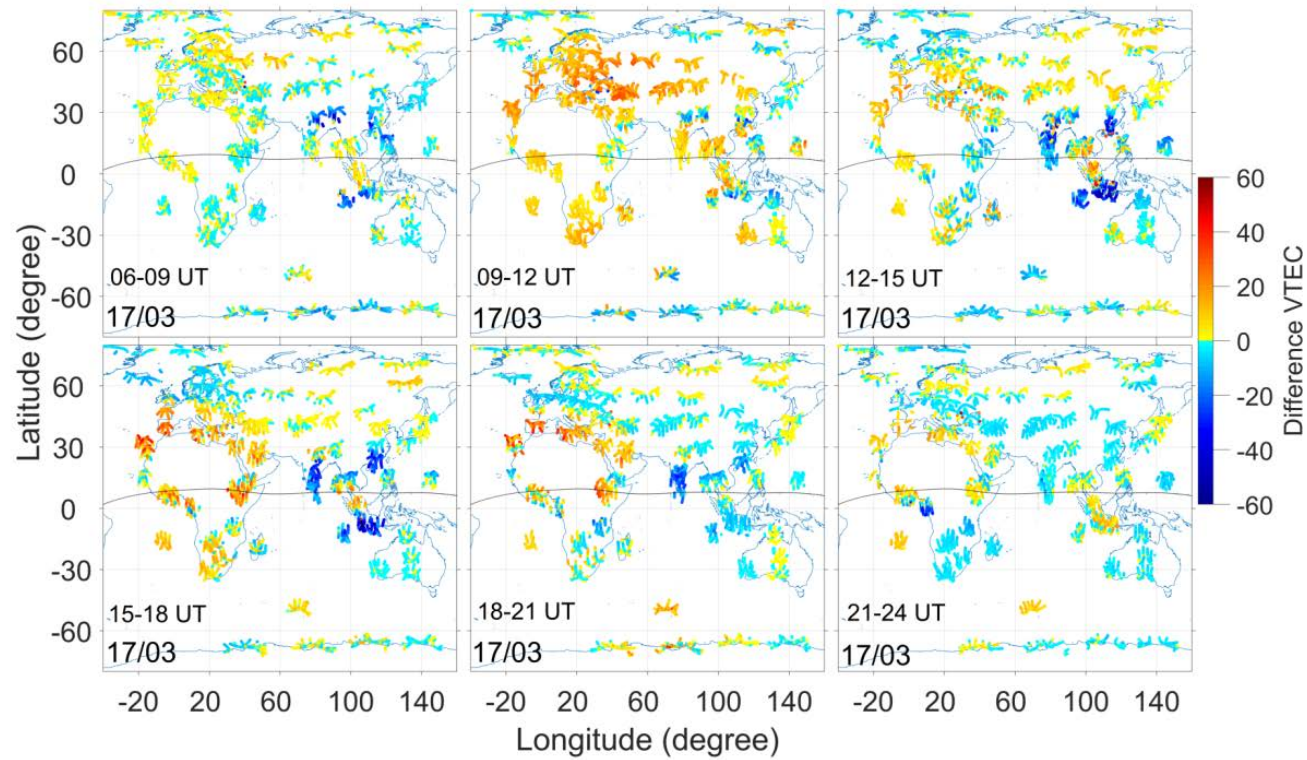 60
30
0
-30
-60
06-09 UT
17/03
09-12 UT
17/03
12-15 UT
17/03
60
40
20
0
-20
-40
-60
Difference VTEC
Latitude (degree)
60
30
0
-30
-60
15-18 UT
17/03
18-21 UT
17/03
21-24 UT
17/03
-20 20 60 100 140
-20 20 60 100 140
-20 20 60 100 140
Longitude (degree)